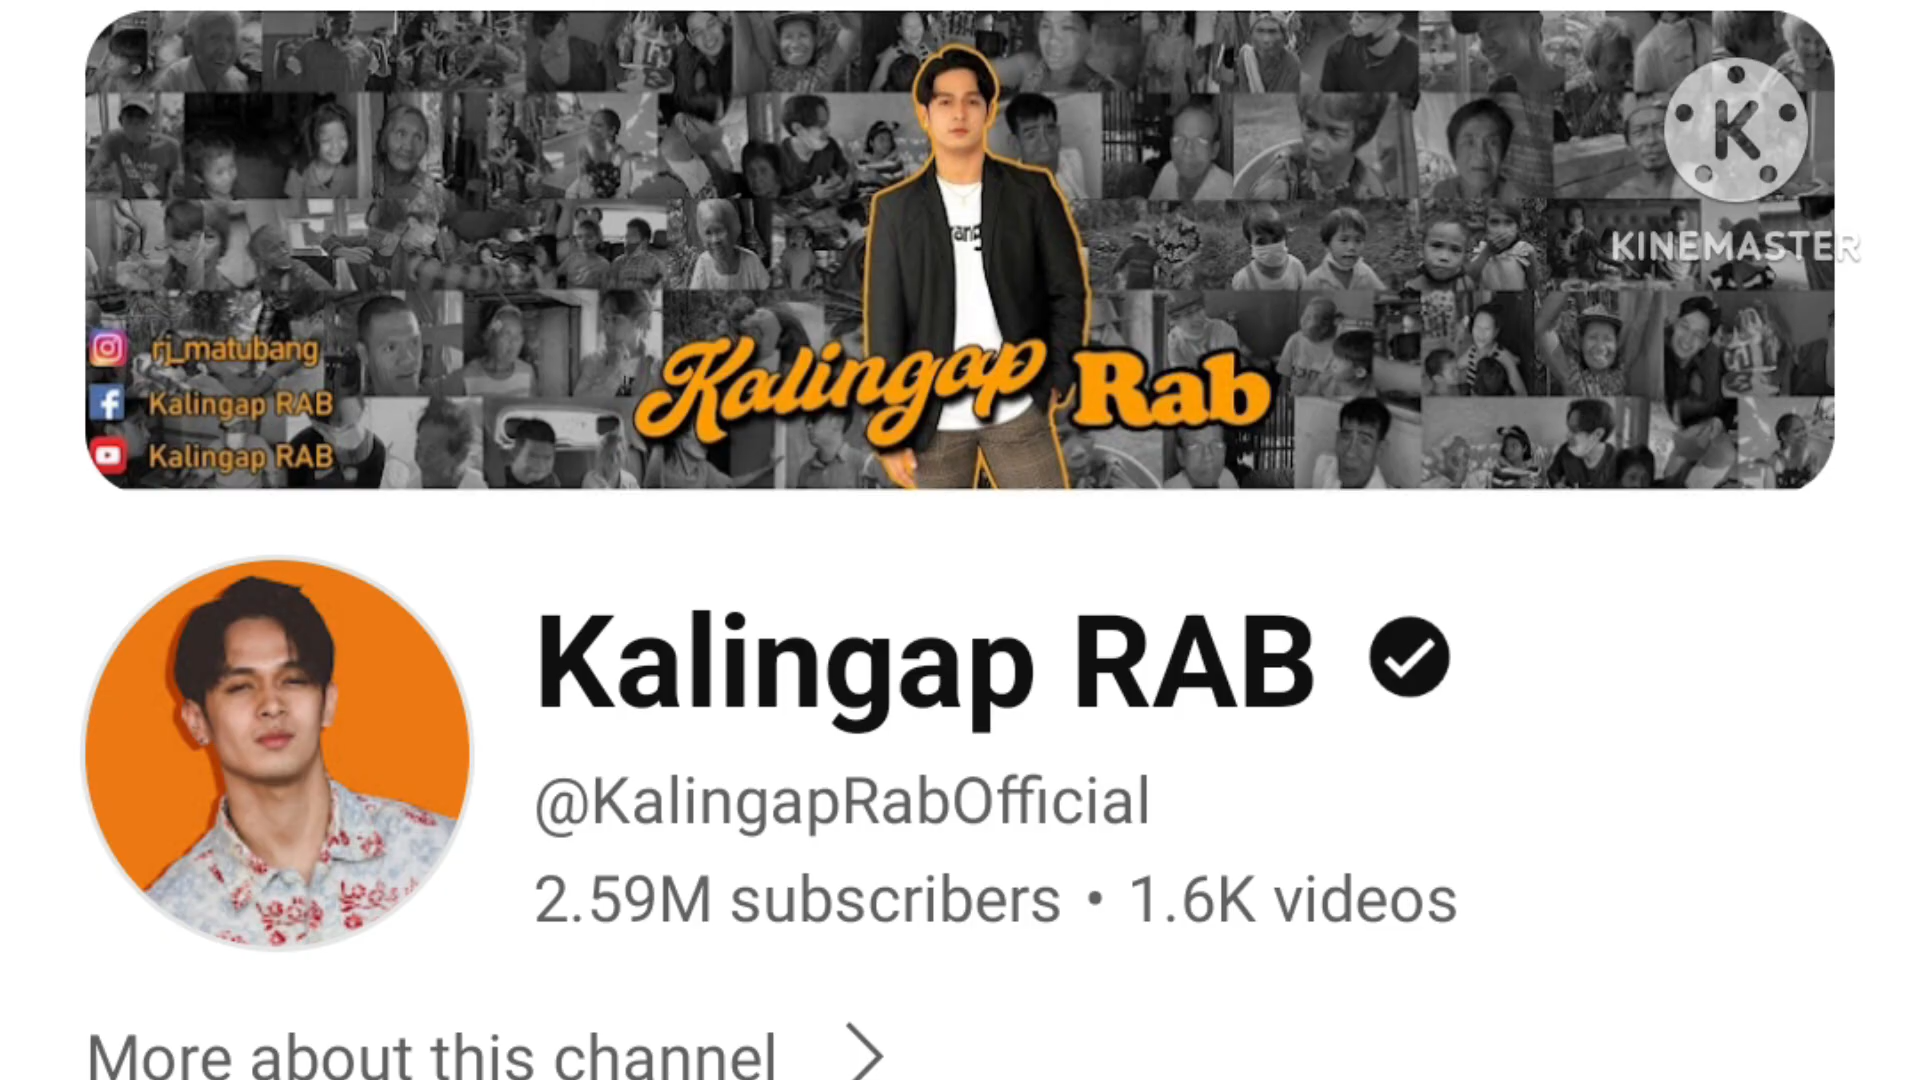 K
KINEMASTER
rang
rj_matubang
Kalingap RAB
Kalingap RAB
Kalingap Rab
Kalingap RAB
@KalingapRabOfficial
2.59M subscribers • 1.6K videos
More about this channel